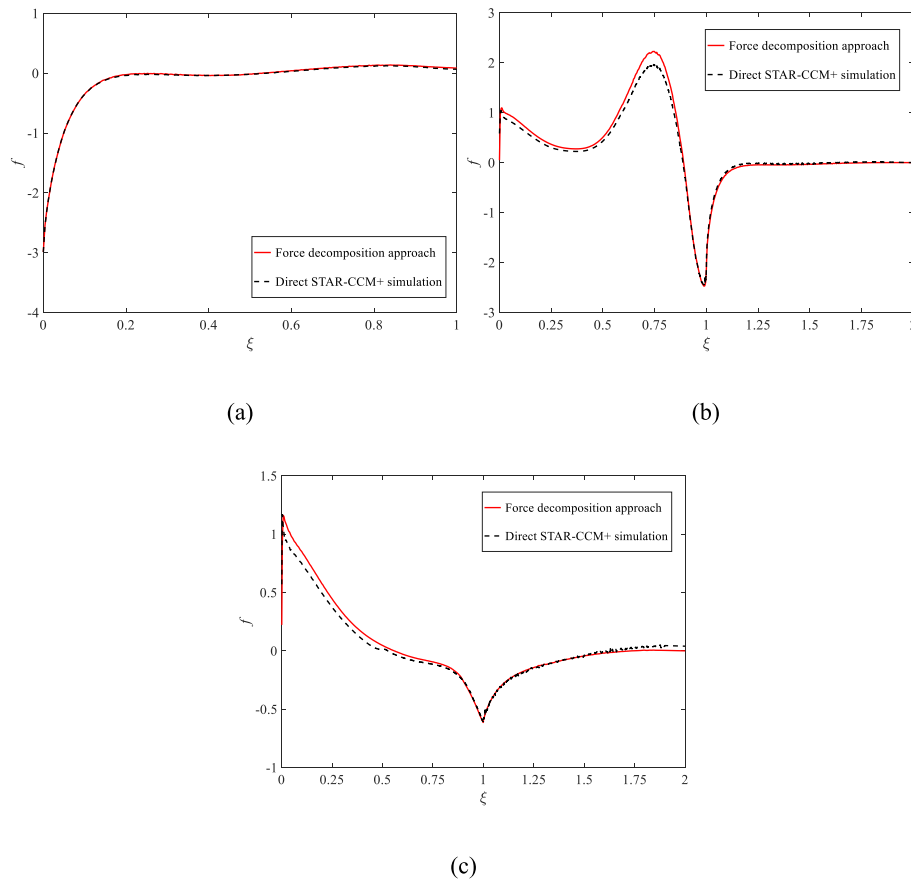 1
0
-1
-2
-3
-4
f
0
0.2
0.4
0.6
0.8
1
ξ
Force decomposition approach
Direct STAR-CCM+ simulation
(a)
3
2
1
0
-1
-2
-3
f
0
0.25
0.5
0.75
1
1.25
1.5
1.75
ξ
Force decomposition approach
Direct STAR-CCM+ simulation
(b)
1.5
1
0.5
0
-0.5
-1
f
0
0.25
0.5
0.75
1
1.25
1.5
1.75
2
ξ
Force decomposition approach
Direct STAR-CCM+ simulation
(c)